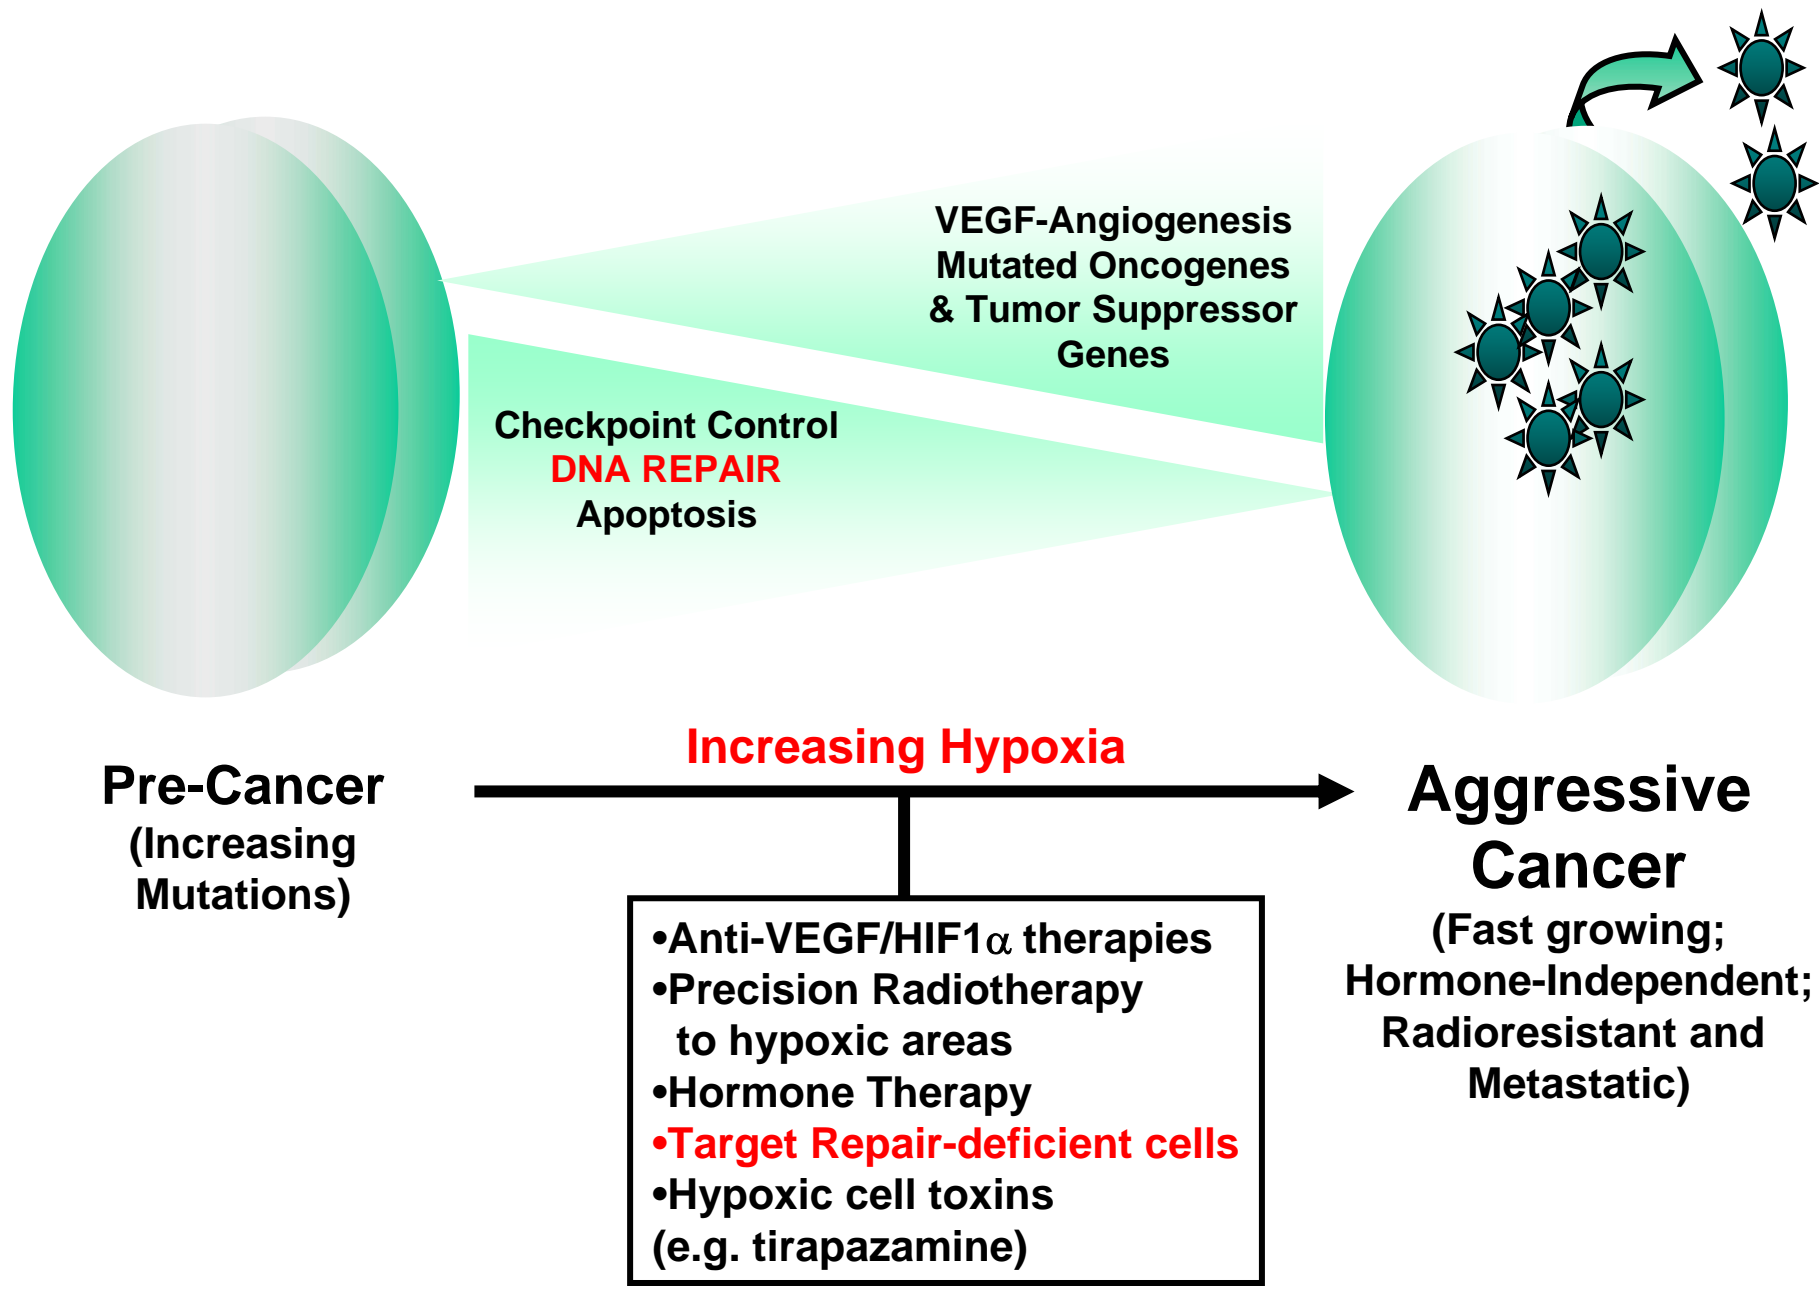 VEGF-Angiogenesis
Mutated Oncogenes
& Tumor Suppressor
Genes
Checkpoint Control
DNA REPAIR
Apoptosis
Increasing Hypoxia
Pre-Cancer
(Increasing
Mutations)
Aggressive
Cancer
(Fast growing;
Hormone-Independent;
Radioresistant and
Metastatic)
•Anti-VEGF/HIF1α therapies
•Precision Radiotherapy
to hypoxic areas
•Hormone Therapy
•Target Repair-deficient cells
•Hypoxic cell toxins
(e.g. tirapazamine)